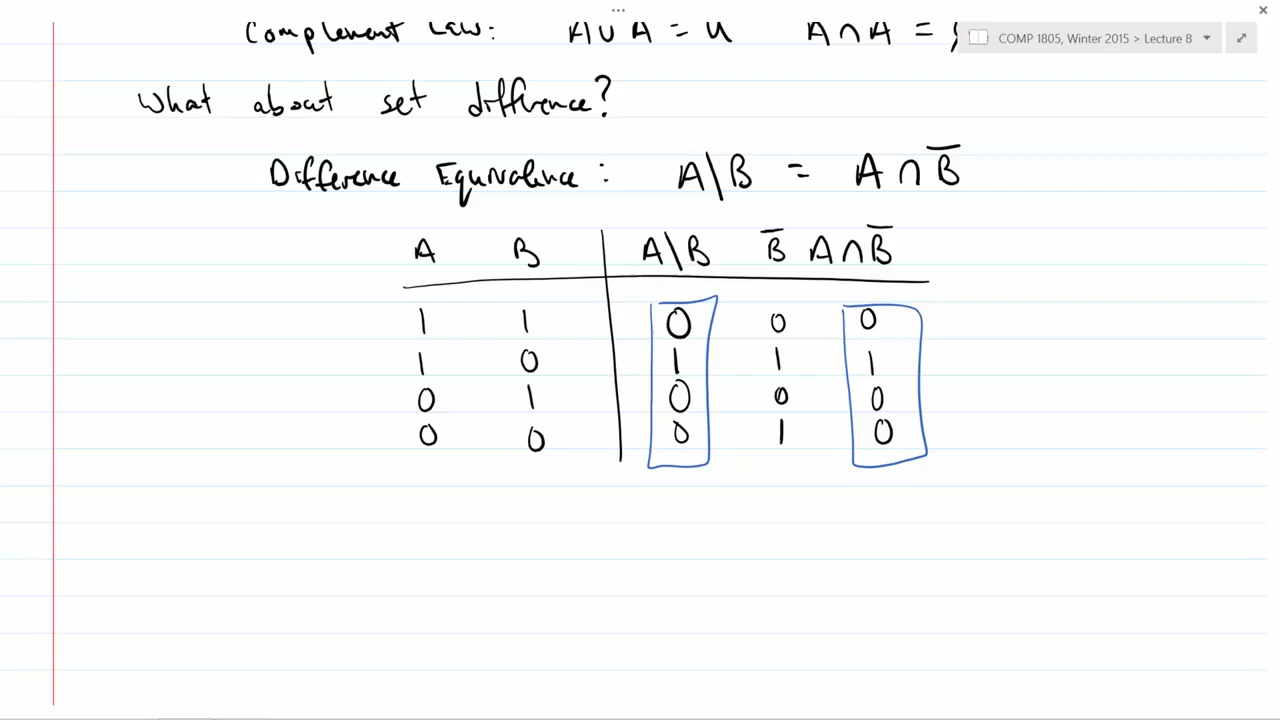 Complement Law: A∪A = U A∩A =
COMP 1805, Winter 2015 > Lecture 8
What about set difference?
Difference Equivalence: A\B = A∩B̅
A B A\B B̅ A∩B̅
1 1 0 0 0
1 0 1 1 1
0 1 0 0 0
0 0 0 1 0